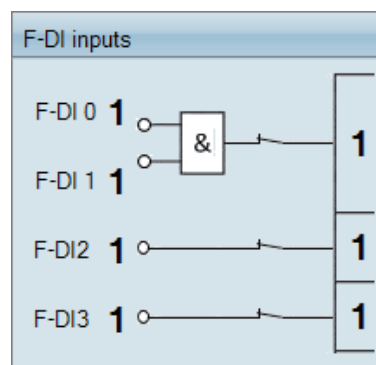 F-DI inputs
F-DI 0 1
&
F-DI 1 1
1
F-DI2 1 1
F-DI3 1 1